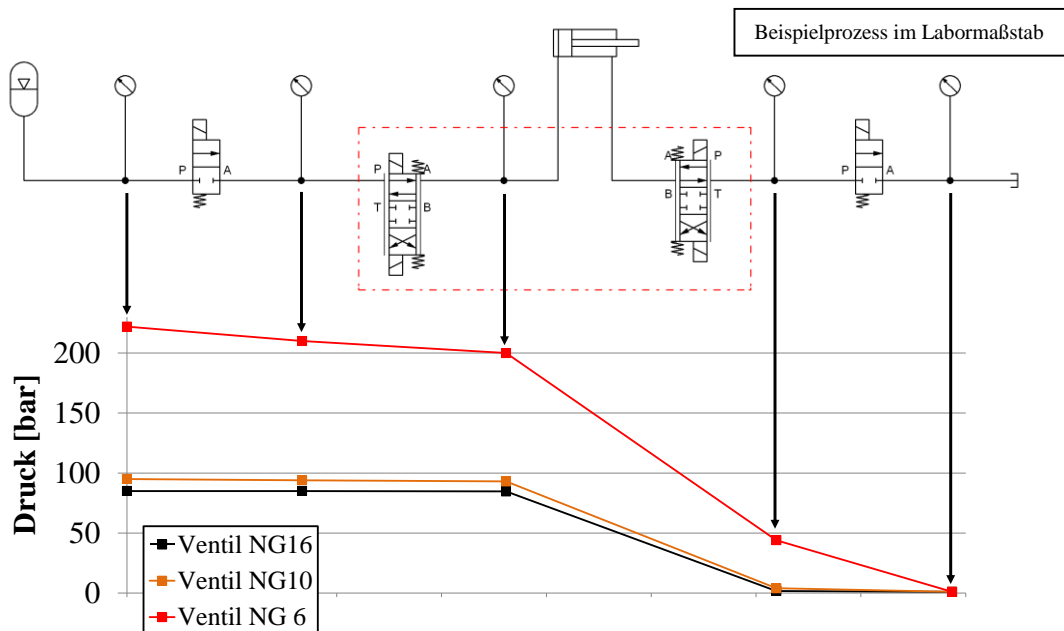 Beispielprozess im Labormaßstab
P A
P A
T B
A P
B T
P A
Druck [bar]
200
150
100
50
0
Ventil NG16
Ventil NG10
Ventil NG 6